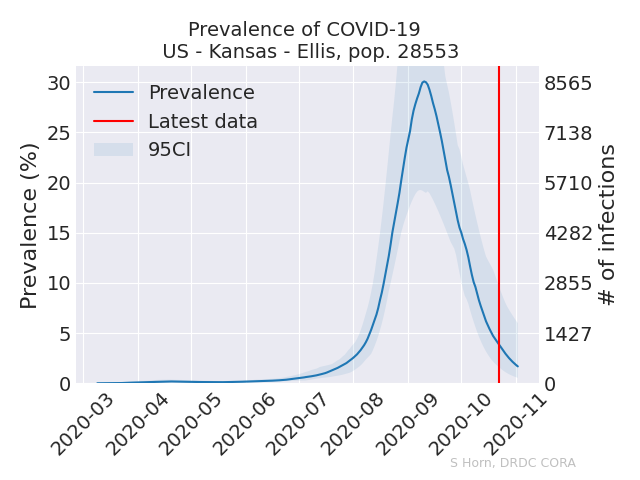 Prevalence of COVID-19
US - Kansas - Ellis, pop. 28553
Prevalence
Latest data
95CI
Prevalence (%)
30
25
20
15
10
5
0
8565
7138
5710
4282
2855
1427
0
# of infections
2020-03
2020-04
2020-05
2020-06
2020-07
2020-08
2020-09
2020-10
2020-11
S Horn, DRDC CORA